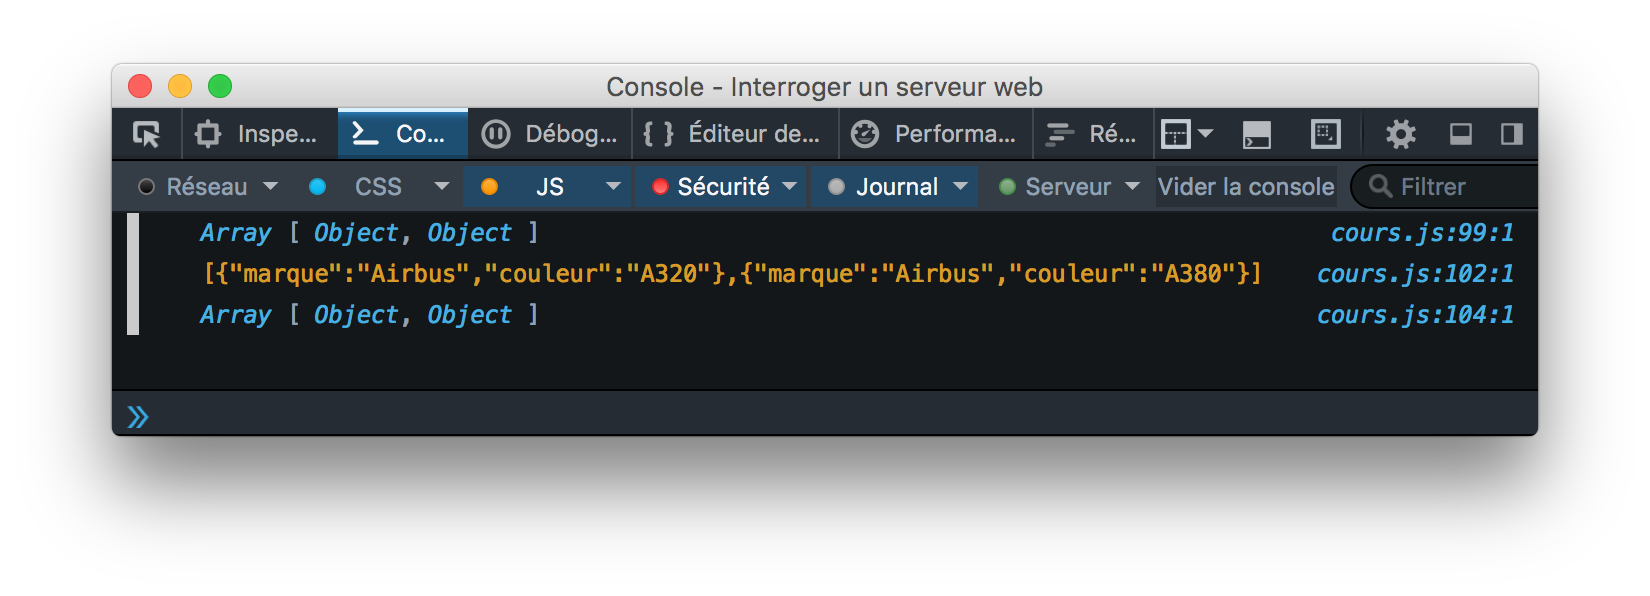 Console - Interroger un serveur web
Inspe... Co... Débog... { } Éditeur de... Performa... Ré...
Réseau CSS JS Sécurité Journal Serveur Vider la console Filtrer
Array [ Object, Object ] cours.js:99:1
[{"marque":"Airbus","couleur":"A320"},{"marque":"Airbus","couleur":"A380"}] cours.js:102:1
Array [ Object, Object ] cours.js:104:1